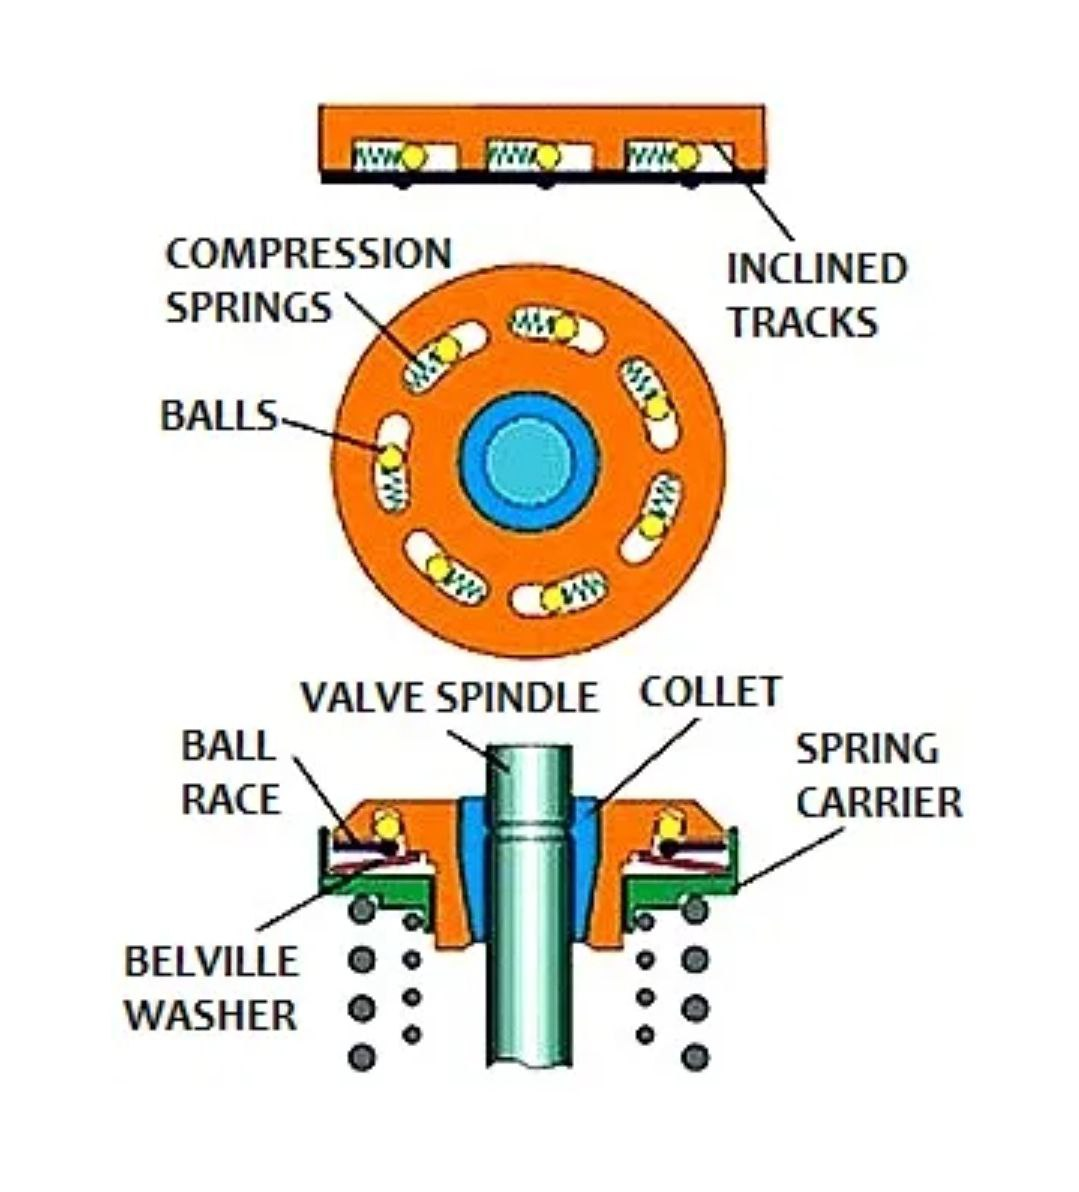 COMPRESSION
SPRINGS
INCLINED
TRACKS
BALLS
VALVE SPINDLE
COLLET
BALL
RACE
SPRING
CARRIER
BELVILLE
WASHER